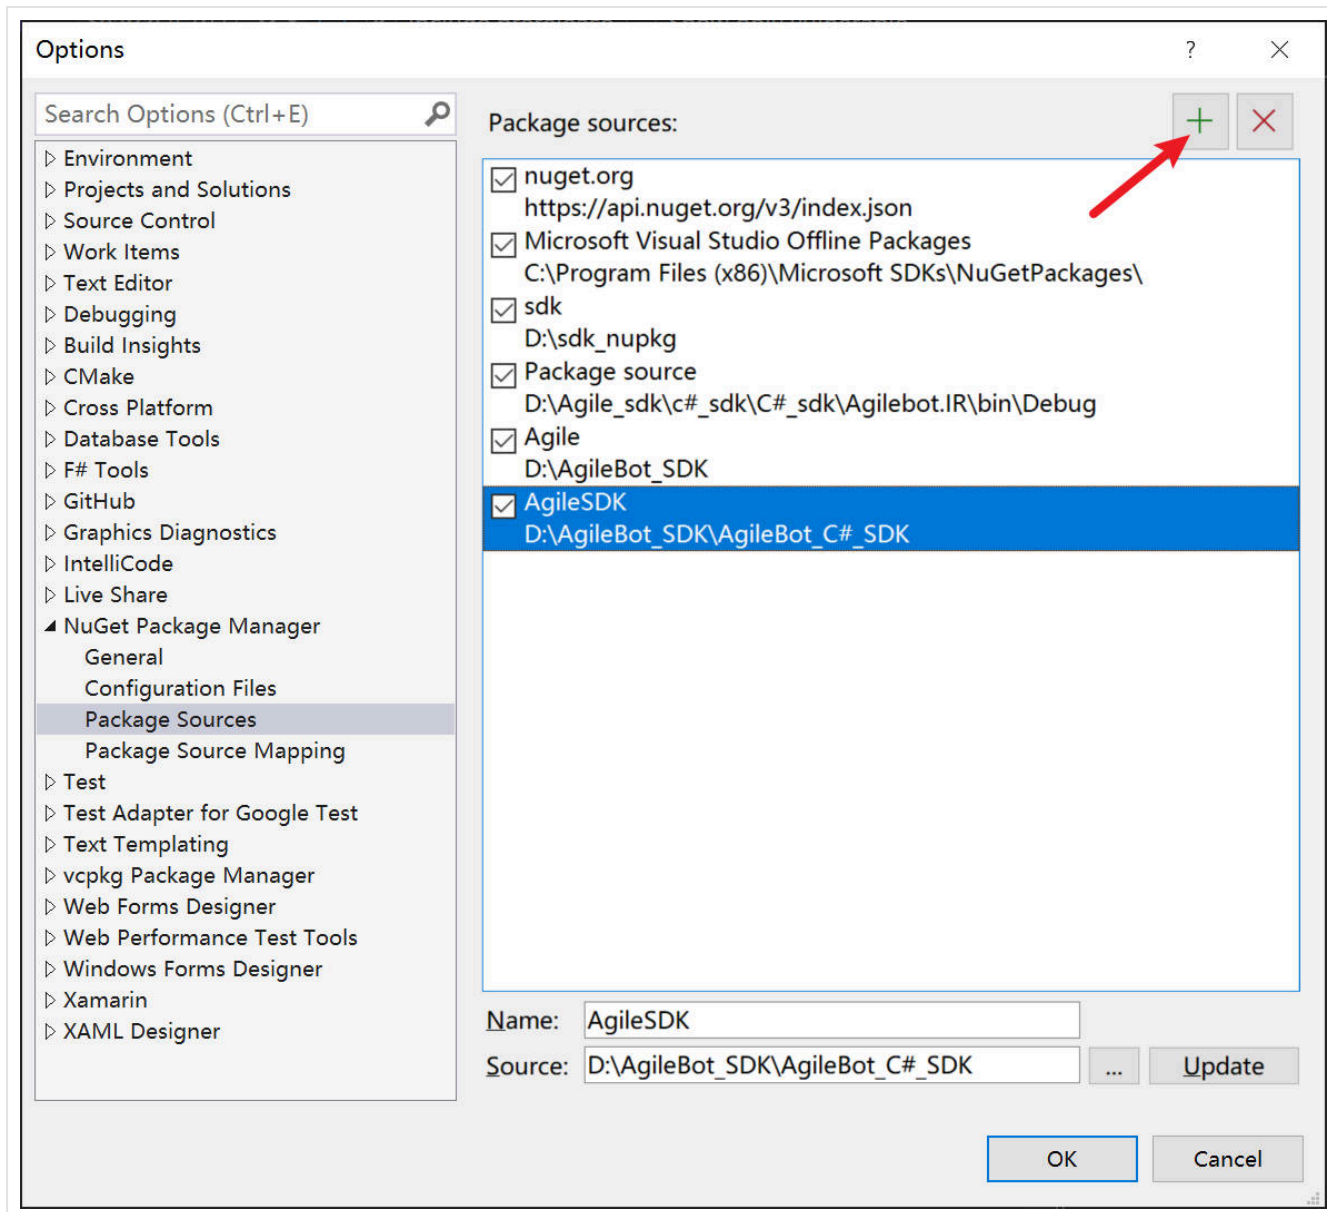 Options
?
Search Options (Ctrl+E)
Environment
Projects and Solutions
Source Control
Work Items
Text Editor
Debugging
Build Insights
CMake
Cross Platform
Database Tools
F# Tools
GitHub
Graphics Diagnostics
IntelliCode
Live Share
NuGet Package Manager
General
Configuration Files
Package Sources
Package Source Mapping
Test
Test Adapter for Google Test
Text Templating
vcpkg Package Manager
Web Forms Designer
Web Performance Test Tools
Windows Forms Designer
Xamarin
XAML Designer
Package sources:
nuget.org
https://api.nuget.org/v3/index.json
Microsoft Visual Studio Offline Packages
C:\Program Files (x86)\Microsoft SDKs\NuGetPackages\
sdk
D:\sdk_nupkg
Package source
D:\Agile_sdk\c#_sdk\C#_sdk\Agilebot.IR\bin\Debug
Agile
D:\AgileBot_SDK
AgileSDK
D:\AgileBot_SDK\AgileBot_C#_SDK
Name: AgileSDK
Source: D:\AgileBot_SDK\AgileBot_C#_SDK ... Update
OK Cancel